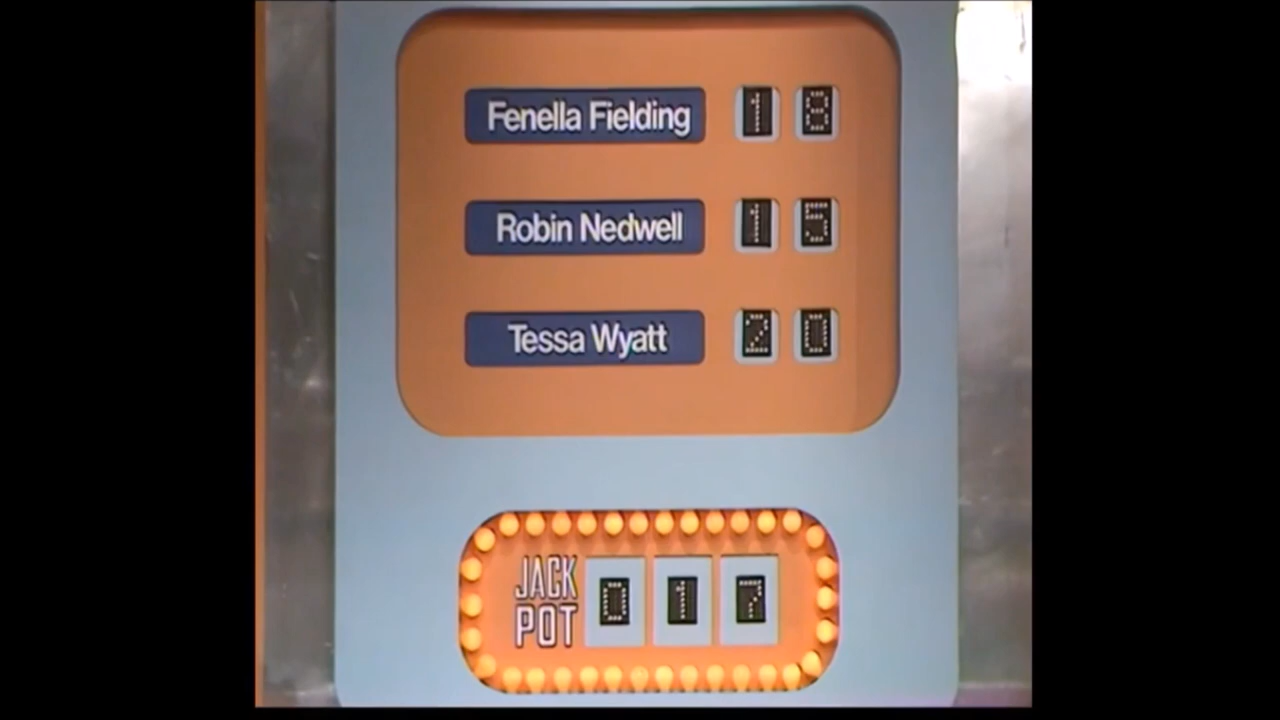 Fenella Fielding 18
Robin Nedwell 15
Tessa Wyatt 20
JACK
POT 017